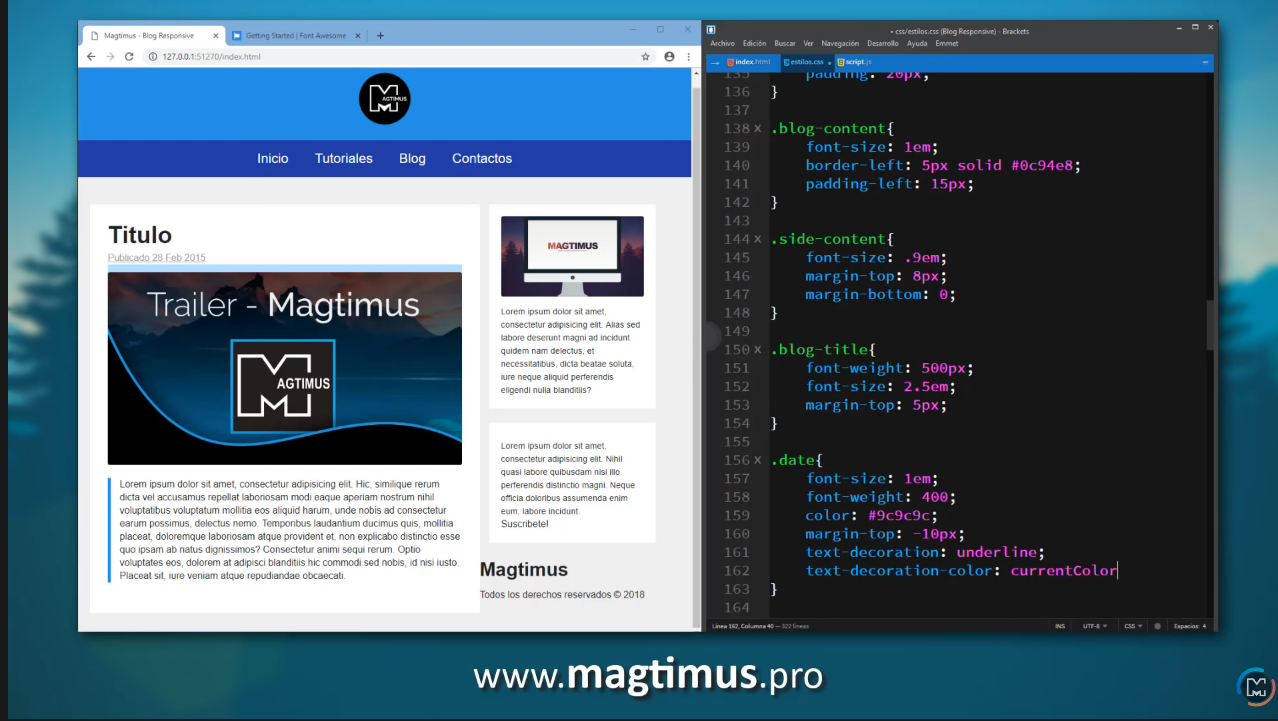 Magtimus - Blog Responsive
Getting Started | Font Awesome
127.0.0.1:51270/index.html
MAGTIMUS
Inicio Tutoriales Blog Contactos
Titulo
Publicado 28 Feb 2015
Trailer - Magtimus
MAGTIMUS
Lorem ipsum dolor sit amet, consectetur adipisicing elit. Hic, similique rerum
dicta vel accusamus repellat laboriosam modi eaque aperiam nostrum nihil
voluptatibus voluptatum mollitia eos aliquid harum, unde nobis ad consectetur
earum possimus, delectus nemo. Temporibus laudantium ducimus quis, mollitia
placeat, doloremque laboriosam atque provident et, non explicabo distinctio esse
quo ipsam ab natus dignissimos? Consectetur animi sequi rerum. Optio
voluptates eos, dolorem at adipisci blanditiis hic commodi sed nobis, id nisi iusto.
Placeat sit, iure veniam atque repudiandae obcaecati.
MAGTIMUS
Lorem ipsum dolor sit amet,
consectetur adipisicing elit. Alias sed
labore deserunt magni ad incidunt
quidem nam delectus, et
necessitatibus, dicta beatae soluta,
iure neque aliquid perferendis
eligendi nulla blanditiis?
Lorem ipsum dolor sit amet,
consectetur adipisicing elit. Nihil
quasi labore quibusdam nisi illo
perferendis distinctio magni. Neque
officia doloribus assumenda enim
eum, labore incidunt.
Suscribete!
Magtimus
Todos los derechos reservados © 2018
• css/estilos.css (Blog Responsive) - Brackets
Archivo Edición Buscar Ver Navegación Desarrollo Ayuda Emmet
index.html estilos.css script.js
135 padding: 20px;
136 }
137
138 .blog-content{
139 font-size: 1em;
140 border-left: 5px solid #0c94e8;
141 padding-left: 15px;
142 }
143
144 .side-content{
145 font-size: .9em;
146 margin-top: 8px;
147 margin-bottom: 0;
148 }
149
150 .blog-title{
151 font-weight: 500px;
152 font-size: 2.5em;
153 margin-top: 5px;
154 }
155
156 .date{
157 font-size: 1em;
158 font-weight: 400;
159 color: #9c9c9c;
160 margin-top: -10px;
161 text-decoration: underline;
162 text-decoration-color: currentColor
163 }
164
Línea 162, Columna 40 — 322 líneas INS UTF-8 CSS Espacios: 4
www.magtimus.pro